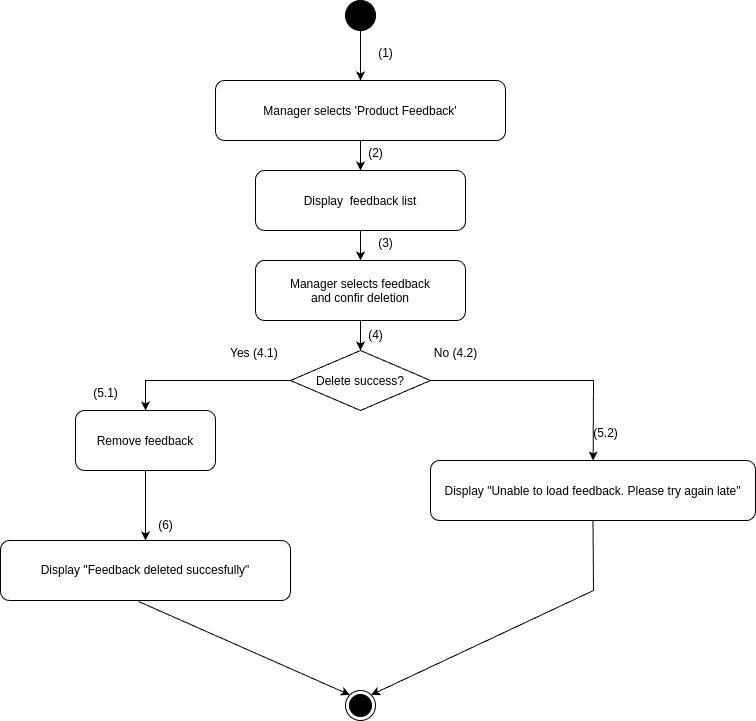 (1)
Manager selects 'Product Feedback'
(2)
Display  feedback list
(3)
Manager selects feedback
and confir deletion
(4)
Yes (4.1)
No (4.2)
Delete success?
(5.1)
(5.2)
Remove feedback
Display "Unable to load feedback. Please try again late"
(6)
Display "Feedback deleted succesfully"